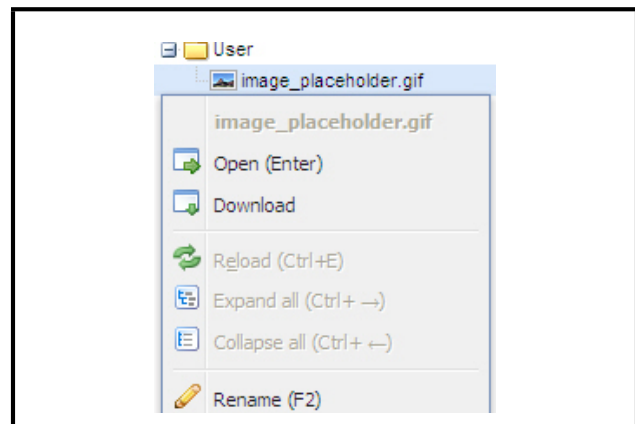 User
image_placeholder.gif
image_placeholder.gif
Open (Enter)
Download
Reload (Ctrl+E)
Expand all (Ctrl+ →)
Collapse all (Ctrl+ ←)
Rename (F2)